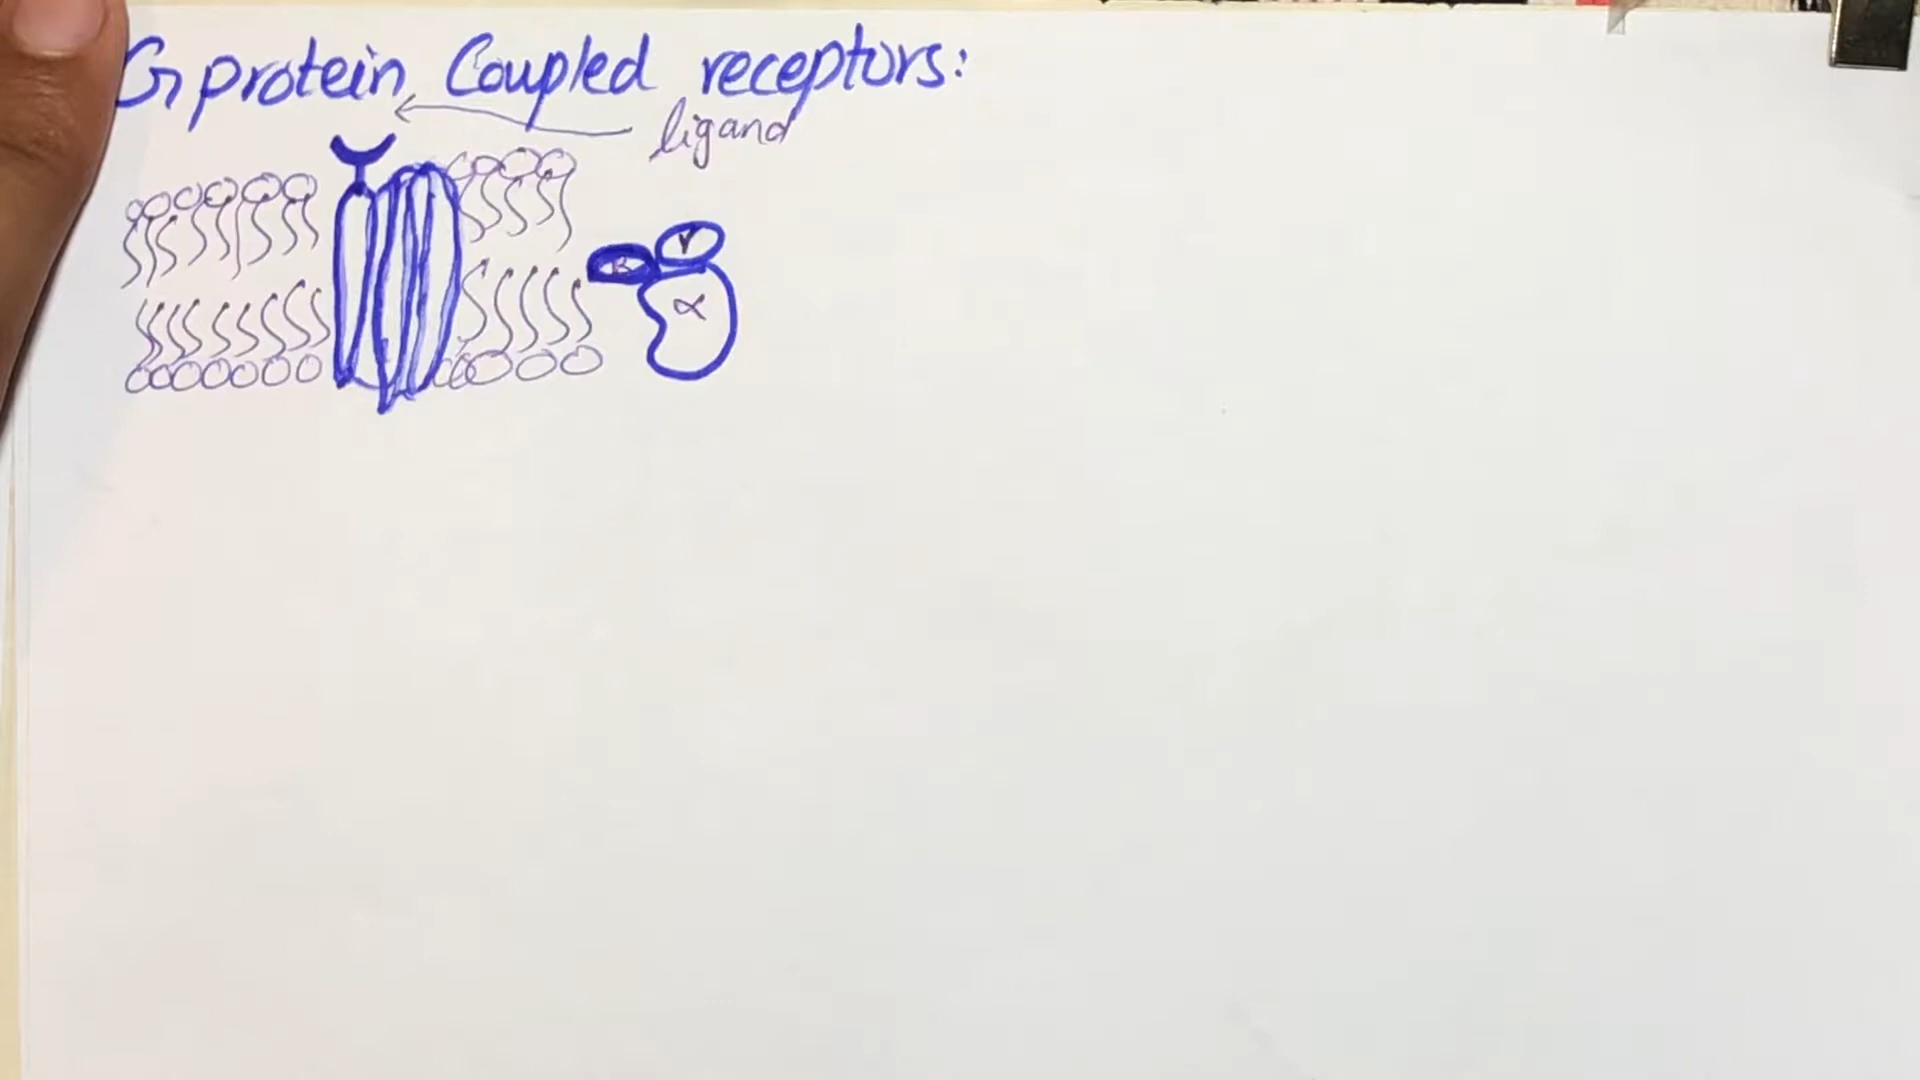 G protein Coupled receptors:
ligand
γ
β
α